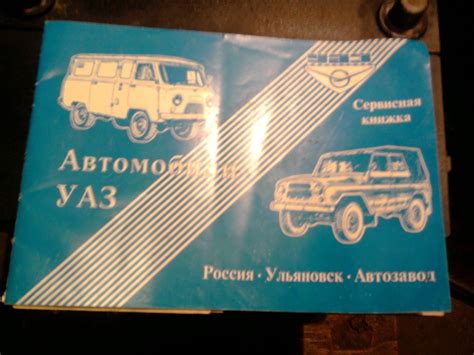 Сервисная
книжка
Автомобили
УАЗ
Россия · Ульяновск · Автозавод